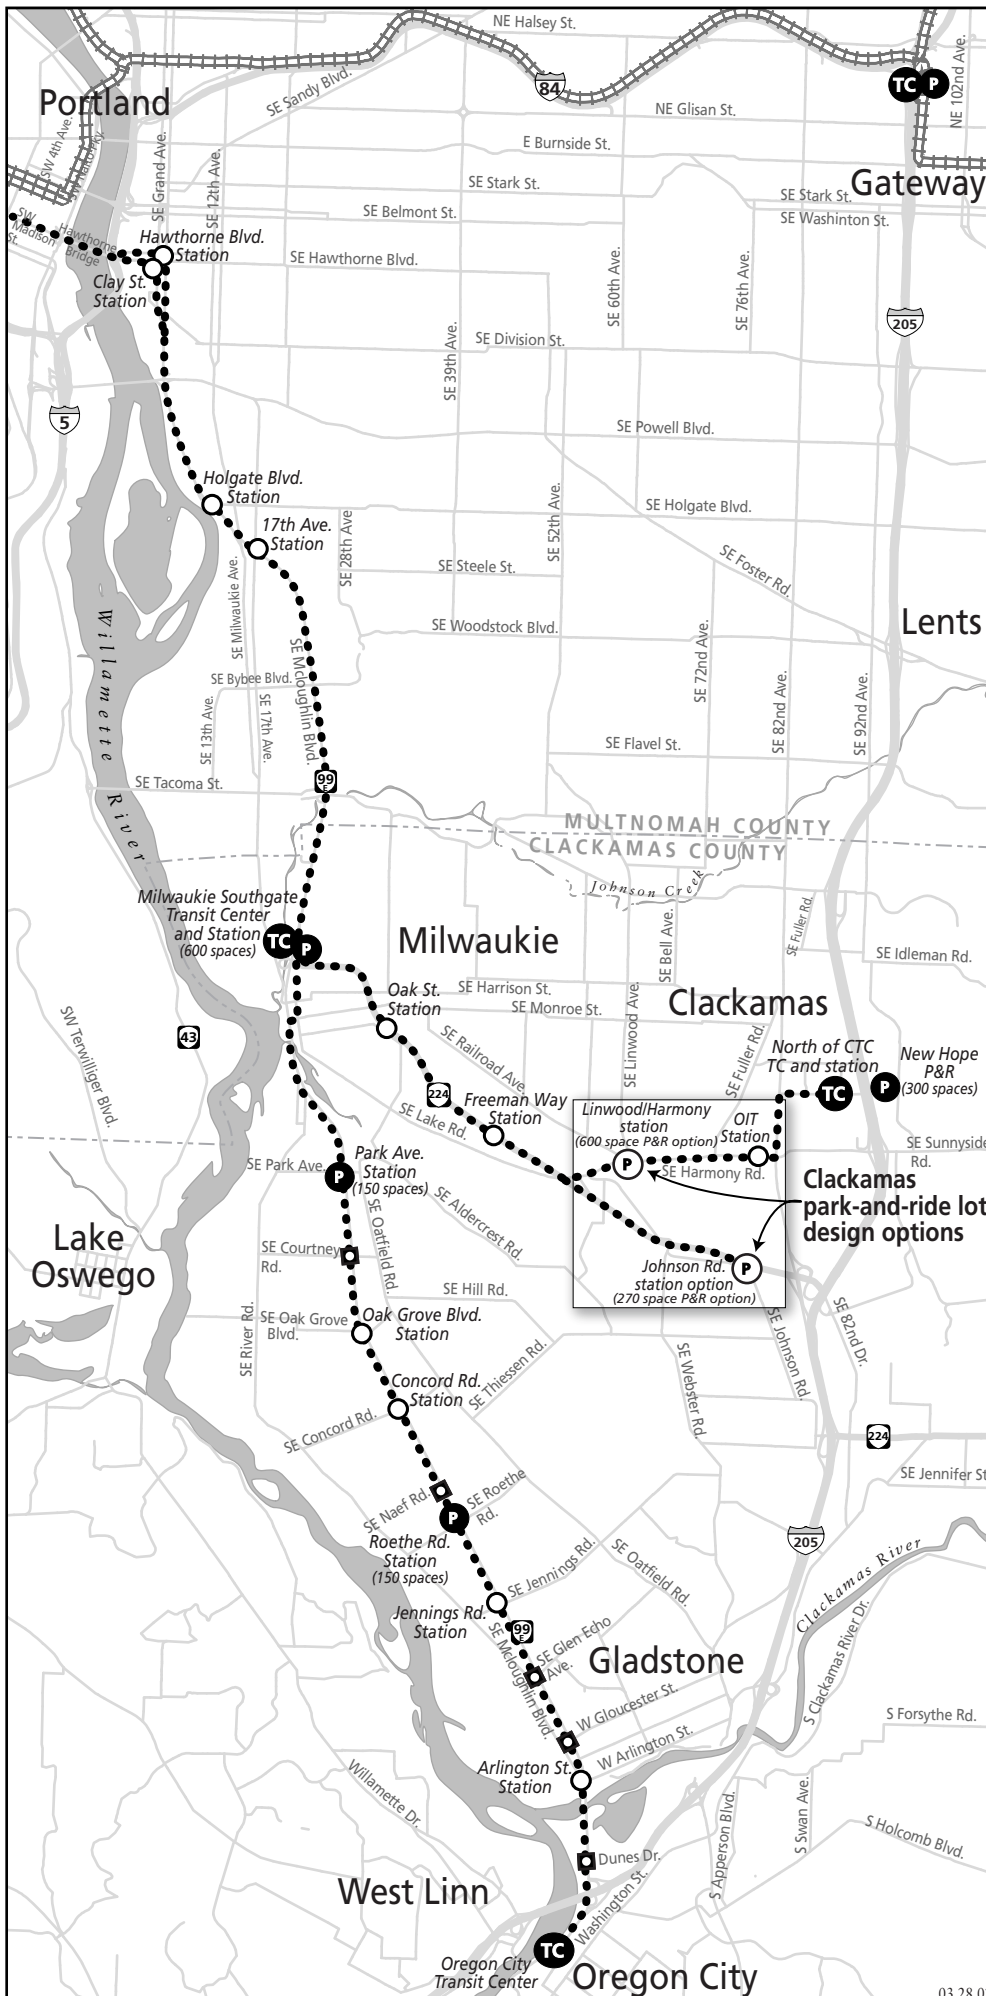 NE Halsey St.
84
SE Sandy Blvd.
NE 102nd Ave.
TC P
Portland
NE Glisan St.
E Burnside St.
SW 4th Ave.
SW Naito Pky.
SE Grand Ave.
SE 12th Ave.
SE Stark St.
SE Stark St.
Gateway
SE Belmont St.
SE Washinton St.
SW
Madison
St.
Hawthorne
Bridge
Hawthorne Blvd.
Station
SE Hawthorne Blvd.
Clay St.
Station
SE 60th Ave.
SE 76th Ave.
205
SE Division St.
SE 39th Ave.
5
SE Powell Blvd.
Holgate Blvd.
Station
SE Holgate Blvd.
17th Ave.
Station
SE 28th Ave
SE 52th Ave.
SE Steele St.
SE Foster Rd.
SE Milwaukie Ave.
Willamette River
SE Woodstock Blvd.
Lents
SE Mcloughlin Blvd.
SE Bybee Blvd.
SE 72nd Ave.
SE 82nd Ave.
SE 92nd Ave.
SE 13th Ave.
SE 17th Ave.
SE Flavel St.
SE Tacoma St.
99
E
MULTNOMAH COUNTY
CLACKAMAS COUNTY
Johnson Creek
Milwaukie Southgate
Transit Center
and Station
(600 spaces)
TC P
Milwaukie
SE Bell Ave.
SE Fuller Rd.
SE Idleman Rd.
SE Harrison St.
SE Monroe St.
SE Linwood Ave.
Clackamas
Oak St.
Station
SW Terwilliger Blvd.
43
SE Railroad Ave.
SE Fuller Rd.
North of CTC
TC and station
TC
P
New Hope
P&R
(300 spaces)
224
SE Lake Rd.
Freeman Way
Station
Linwood/Harmony
station
(600 space P&R option)
P
OIT
Station
SE Harmony Rd.
SE Sunnyside
Rd.
SE Park Ave.
P
Park Ave.
Station
(150 spaces)
Clackamas
park-and-ride lot
design options
SE Oatfield Rd.
SE Aldercrest Rd.
Lake
Oswego
SE Courtney
Rd.
Johnson Rd.
station option
(270 space P&R option)
P
SE Hill Rd.
SE River Rd.
SE Oak Grove
Blvd.
Oak Grove Blvd.
Station
SE Johnson Rd.
SE 82nd Dr.
SE Thiessen Rd.
SE Webster Rd.
Concord Rd.
Station
SE Concord Rd.
224
SE Jennifer St
SE Naef Rd.
SE Roethe
Rd.
P
Roethe Rd.
Station
(150 spaces)
205
SE Jennings Rd.
SE Oatfield Rd.
Clackamas River
Jennings Rd.
Station
99
E
SE Glen Echo
Ave.
SE Mcloughlin Blvd.
Gladstone
S Clackamas River Dr.
W Gloucester St.
S Forsythe Rd.
W Arlington St.
Arlington St.
Station
Willamette Dr.
S Apperson Blvd.
S Swan Ave.
S Holcomb Blvd.
Dunes Dr.
West Linn
Washington St.
TC
Oregon City
Transit Center
Oregon City